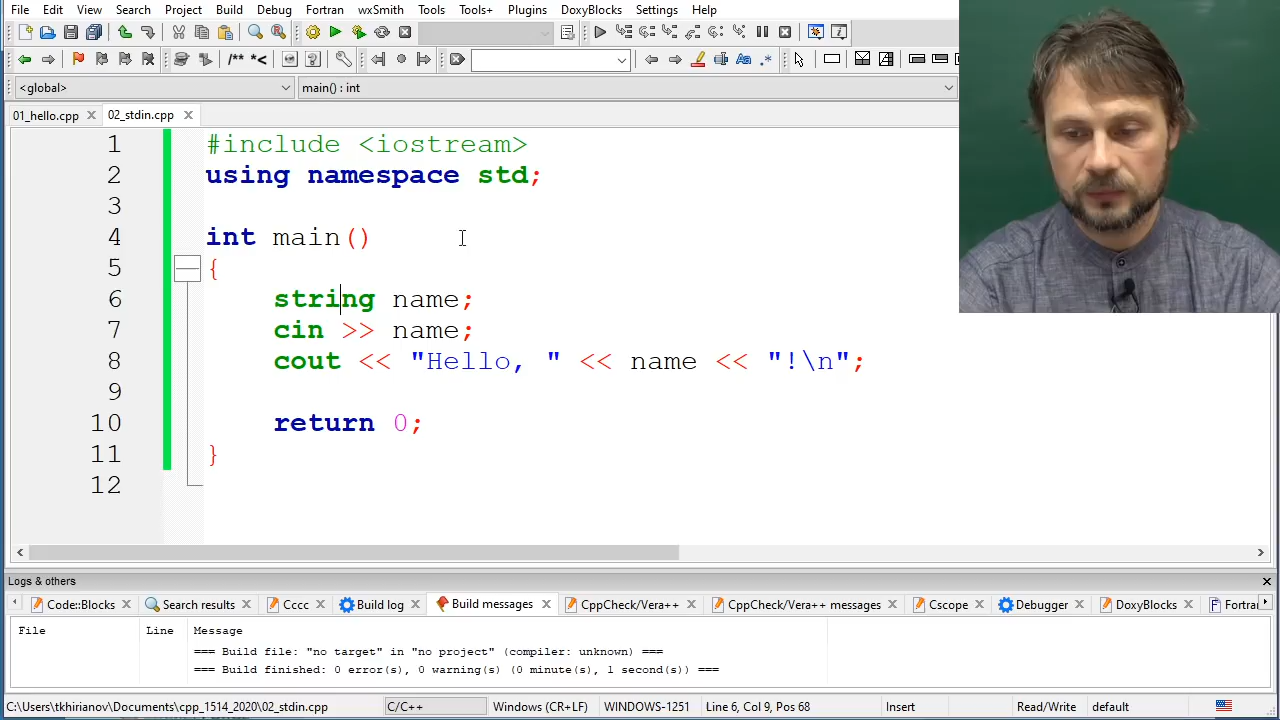 File Edit View Search Project Build Debug Fortran wxSmith Tools Tools+ Plugins DoxyBlocks Settings Help
/** *<
Aa .*
<global> main() : int
01_hello.cpp 02_stdin.cpp
1 #include <iostream>
2 using namespace std;
3
4 int main()
5 {
6 string name;
7 cin >> name;
8 cout << "Hello, " << name << "!\n";
9
10 return 0;
11 }
12
Logs & others
Code::Blocks Search results Ccc Build log Build messages CppCheck/Vera++ CppCheck/Vera++ messages Cscope Debugger DoxyBlocks Fortran
File Line Message
=== Build file: "no target" in "no project" (compiler: unknown) ===
=== Build finished: 0 error(s), 0 warning(s) (0 minute(s), 1 second(s)) ===
C:\Users\tkhirianov\Documents\cpp_1514_2020\02_stdin.cpp C/C++ Windows (CR+LF) WINDOWS-1251 Line 6, Col 9, Pos 68 Insert Read/Write default